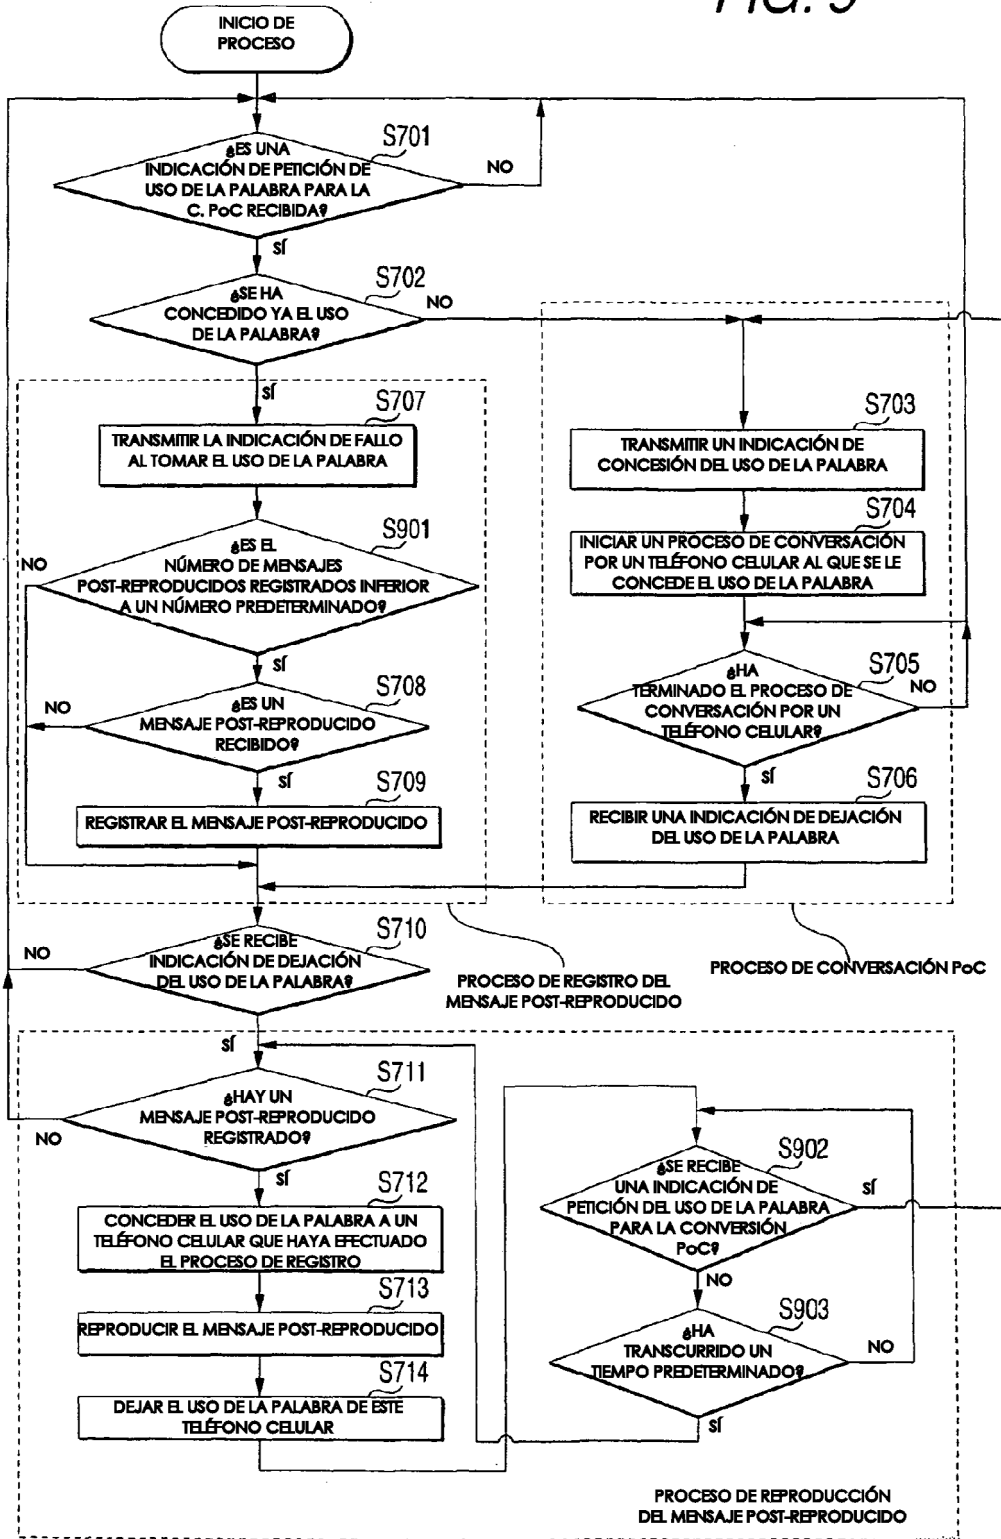 FIG. 9
INICIO DE
PROCESO
S701
¿ES UNA
INDICACIÓN DE PETICIÓN DE
USO DE LA PALABRA PARA LA
C. PoC RECIBIDA?
NO
SÍ
S702
¿SE HA
CONCEDIDO YA EL USO
DE LA PALABRA?
NO
SÍ
S707
TRANSMITIR LA INDICACIÓN DE FALLO
AL TOMAR EL USO DE LA PALABRA
S703
TRANSMITIR UN INDICACIÓN DE
CONCESIÓN DEL USO DE LA PALABRA
S901
¿ES EL
NÚMERO DE MENSAJES
POST-REPRODUCIDOS REGISTRADOS INFERIOR
A UN NÚMERO PREDETERMINADO?
NO
SÍ
S704
INICIAR UN PROCESO DE CONVERSACIÓN
POR UN TELÉFONO CELULAR AL QUE SE LE
CONCEDE EL USO DE LA PALABRA
S708
¿ES UN
MENSAJE POST-REPRODUCIDO
RECIBIDO?
NO
SÍ
S705
¿HA
TERMINADO EL PROCESO DE
CONVERSACIÓN POR UN
TELÉFONO CELULAR?
NO
SÍ
S709
REGISTRAR EL MENSAJE POST-REPRODUCIDO
S706
RECIBIR UNA INDICACIÓN DE DEJACIÓN
DEL USO DE LA PALABRA
S710
¿SE RECIBE
INDICACIÓN DE DEJACIÓN
DEL USO DE LA PALABRA?
NO
SÍ
PROCESO DE REGISTRO DEL
MENSAJE POST-REPRODUCIDO
PROCESO DE CONVERSACIÓN PoC
S711
¿HAY UN
MENSAJE POST-REPRODUCIDO
REGISTRADO?
NO
SÍ
S712
CONCEDER EL USO DE LA PALABRA A UN
TELÉFONO CELULAR QUE HAYA EFECTUADO
EL PROCESO DE REGISTRO
S713
REPRODUCIR EL MENSAJE POST-REPRODUCIDO
S714
DEJAR EL USO DE LA PALABRA DE ESTE
TELÉFONO CELULAR
S902
¿SE RECIBE
UNA INDICACIÓN DE
PETICIÓN DEL USO DE LA PALABRA
PARA LA CONVERSIÓN
PoC?
SÍ
NO
S903
¿HA
TRANSCURRIDO UN
TIEMPO PREDETERMINADO?
NO
SÍ
PROCESO DE REPRODUCCIÓN
DEL MENSAJE POST-REPRODUCIDO